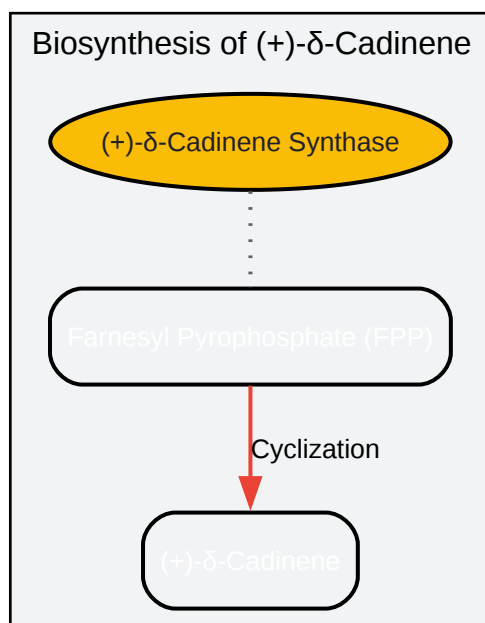 Biosynthesis of (+)-δ-Cadinene
(+)-δ-Cadinene Synthase
Farnesyl Pyrophosphate (FPP)
Cyclization
(+)-δ-Cadinene